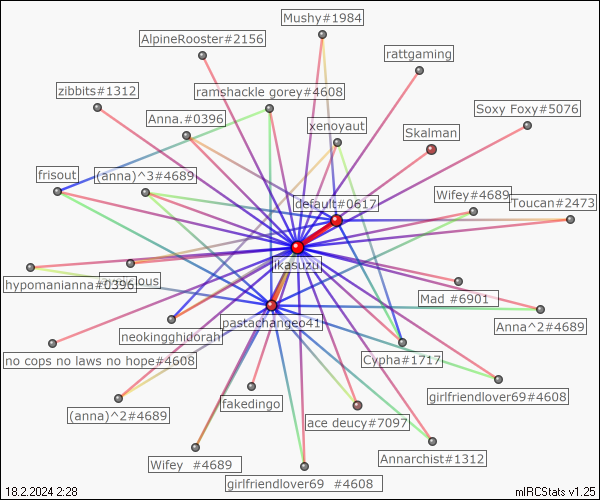 Mushy#1984
AlpineRooster#2156
rattgaming
zibbits#1312
ramshackle gorey#4608
Soxy Foxy#5076
Anna.#0396
xenoyaut
Skalman
frisout
(anna)^3#4689
Wifey#4689
default#0617
Toucan#2473
ikasuzu
hypomanianna#0396
Mad #6901
pastachangeo41
Anna^2#4689
neokingghidorah
no cops no laws no hope#4608
Cypha#1717
girlfriendlover69#4608
(anna)^2#4689
fakedingo
ace deucy#7097
Wifey #4689
Annarchist#1312
girlfriendlover69 #4608
18.2.2024 2:28
mIRCStats v1.25